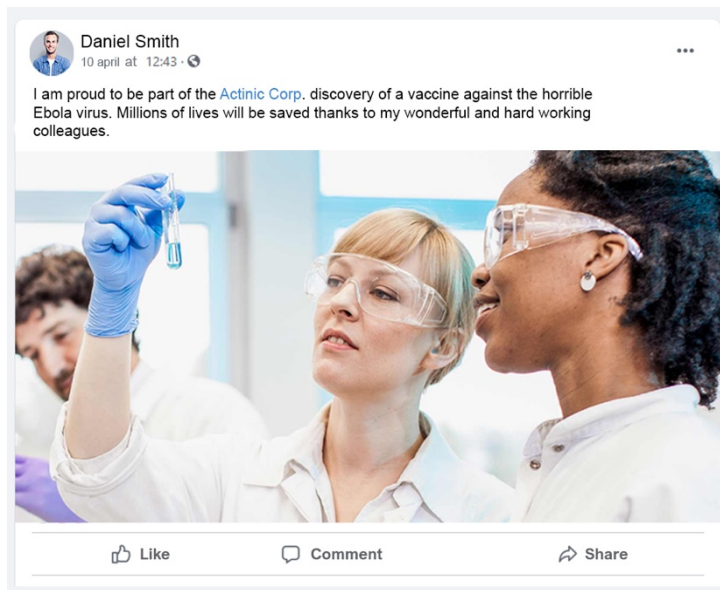 Daniel Smith
10 april at 12:43 ·
I am proud to be part of the Actinic Corp. discovery of a vaccine against the horrible
Ebola virus. Millions of lives will be saved thanks to my wonderful and hard working
colleagues.
Like Comment Share